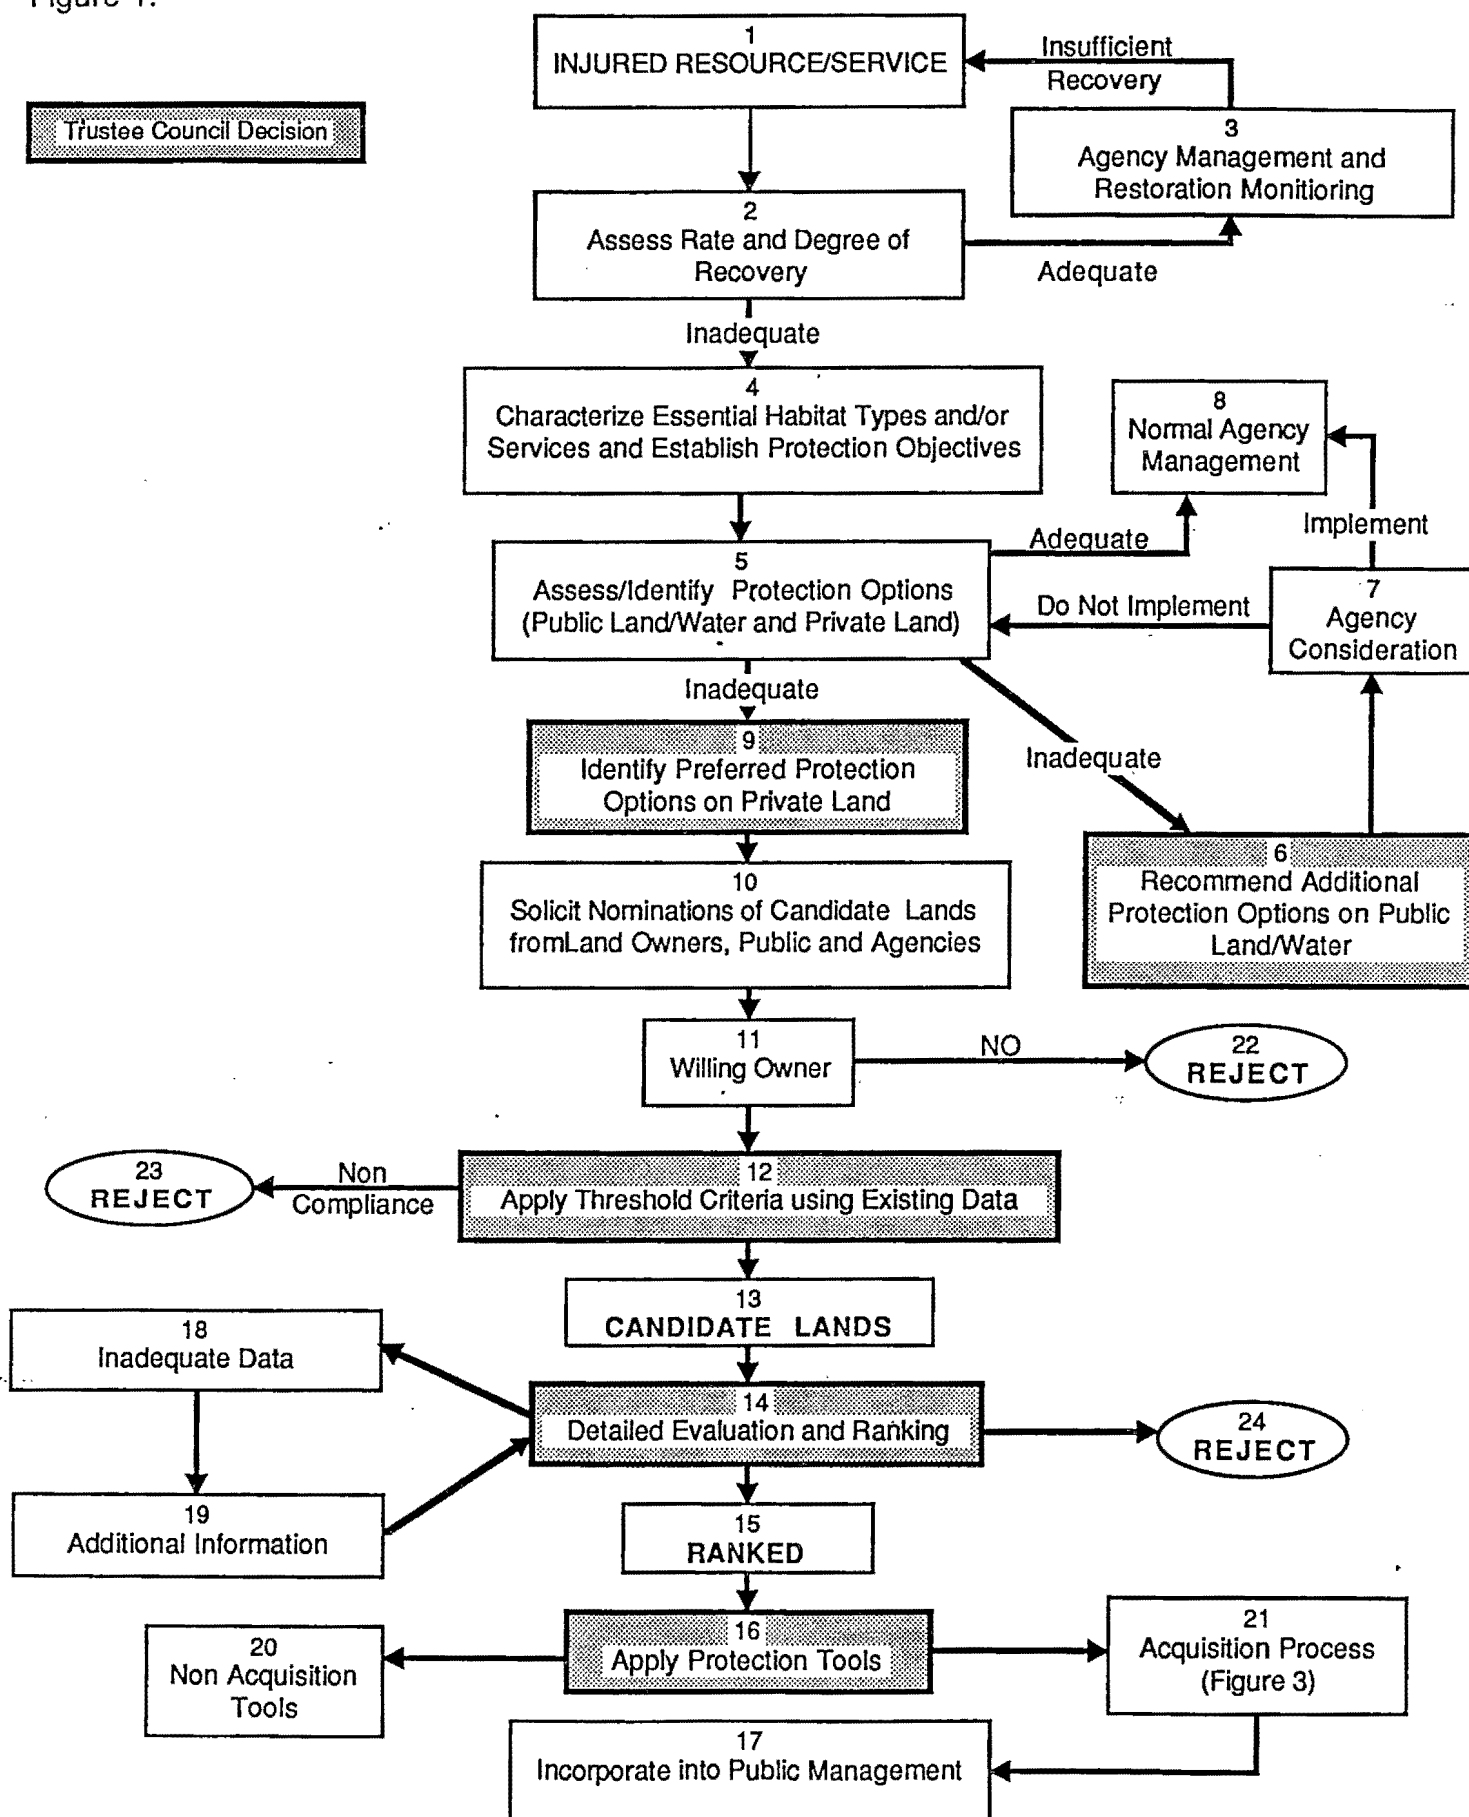 Figure 1.
1
INJURED RESOURCE/SERVICE
Insufficient
Recovery
Trustee Council Decision
3
Agency Management and
Restoration Monitioring
2
Assess Rate and Degree of
Recovery
Adequate
Inadequate
4
Characterize Essential Habitat Types and/or
Services and Establish Protection Objectives
8
Normal Agency
Management
Implement
Adequate
5
Assess/Identify Protection Options
(Public Land/Water and Private Land)
Do Not Implement
7
Agency
Consideration
Inadequate
9
Identify Preferred Protection
Options on Private Land
Inadequate
6
Recommend Additional
Protection Options on Public
Land/Water
10
Solicit Nominations of Candidate Lands
fromLand Owners, Public and Agencies
11
Willing Owner
NO
22
REJECT
23
REJECT
Non
Compliance
12
Apply Threshold Criteria using Existing Data
13
CANDIDATE LANDS
18
Inadequate Data
14
Detailed Evaluation and Ranking
24
REJECT
19
Additional Information
15
RANKED
20
Non Acquisition
Tools
16
Apply Protection Tools
21
Acquisition Process
(Figure 3)
17
Incorporate into Public Management